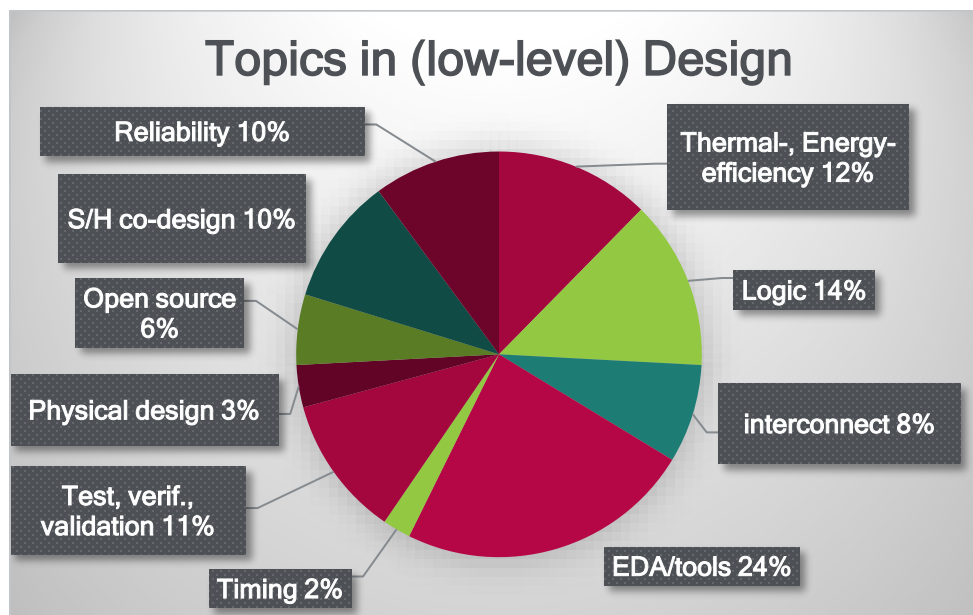 Topics in (low-level) Design
Thermal-, Energy-
efficiency 12%
Logic 14%
interconnect 8%
EDA/tools 24%
Timing 2%
Test, verif.,
validation 11%
Physical design 3%
Open source
6%
S/H co-design 10%
Reliability 10%